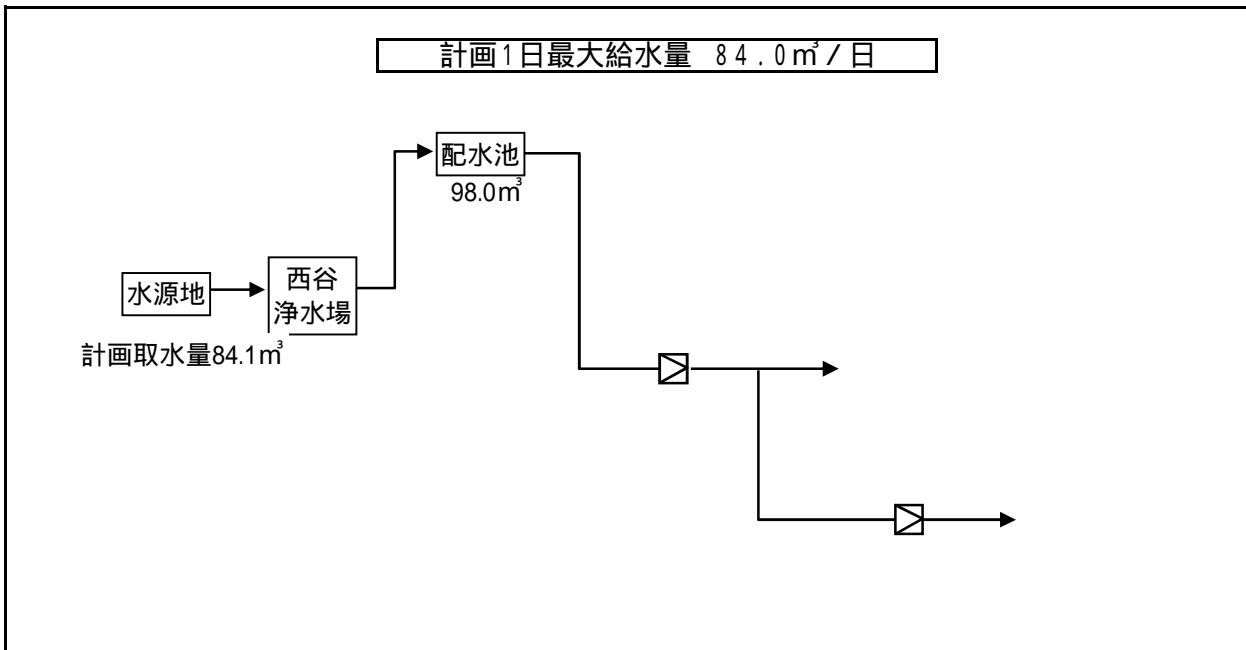 計画1日最大給水量 84.0㎥/日
配水池
98.0㎥
水源地
西谷
浄水場
計画取水量84.1㎥